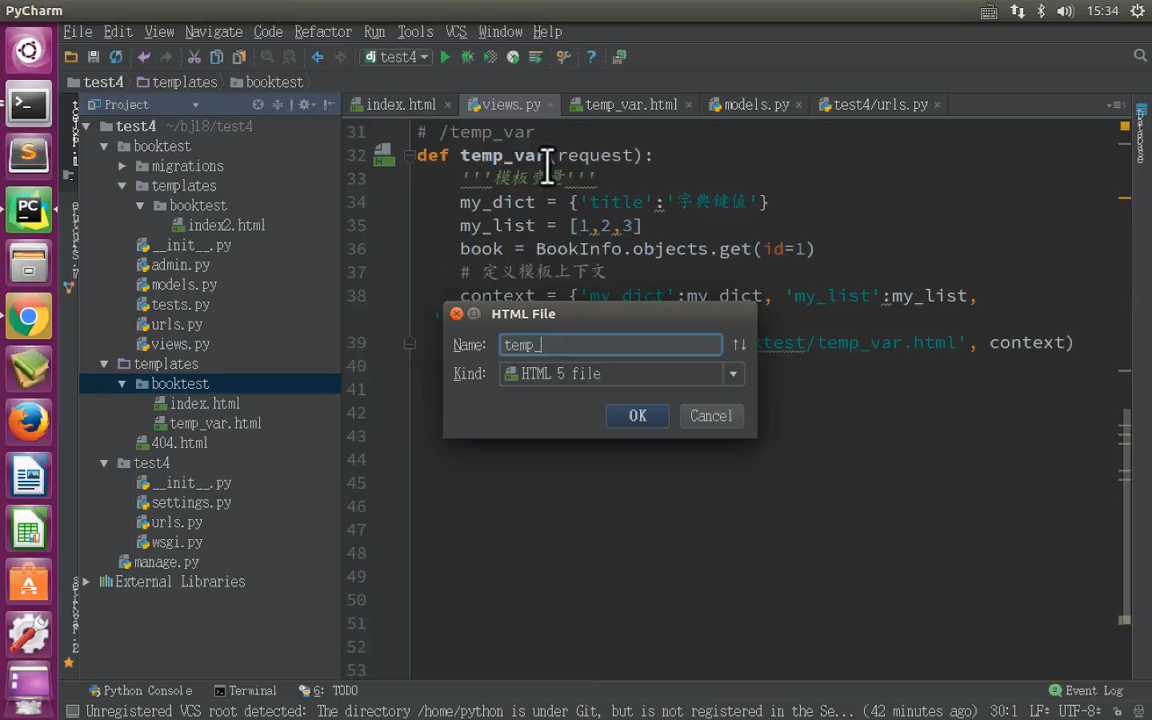 PyCharm
15:34
File Edit View Navigate Code Refactor Run Tools VCS Window Help
dj test4
test4 templates booktest
Project
index.html × views.py × temp_var.html × models.py × test4/urls.py ×
test4 ~/bj18/test4
booktest
migrations
templates
booktest
index2.html
__init__.py
admin.py
models.py
tests.py
urls.py
views.py
templates
booktest
index.html
temp_var.html
404.html
test4
__init__.py
settings.py
urls.py
wsgi.py
manage.py
External Libraries
31 # /temp_var
32 def temp_var(request):
33 '''模板变量'''
34 my_dict = {'title':'字典键值'}
35 my_list = [1,2,3]
36 book = BookInfo.objects.get(id=1)
37 # 定义模板上下文
38 context = {'my_dict':my_dict, 'my_list':my_list,
39 ktest/temp_var.html', context)
40
41
42
43
44
45
46
47
48
49
50
51
52
53
HTML File
Name: temp_
Kind: HTML 5 file
OK Cancel
Python Console Terminal 6: TODO Event Log
Unregistered VCS root detected: The directory /home/python is under Git, but is not registered in the Se... (42 minutes ago) 30:1 LF÷ UTF-8÷